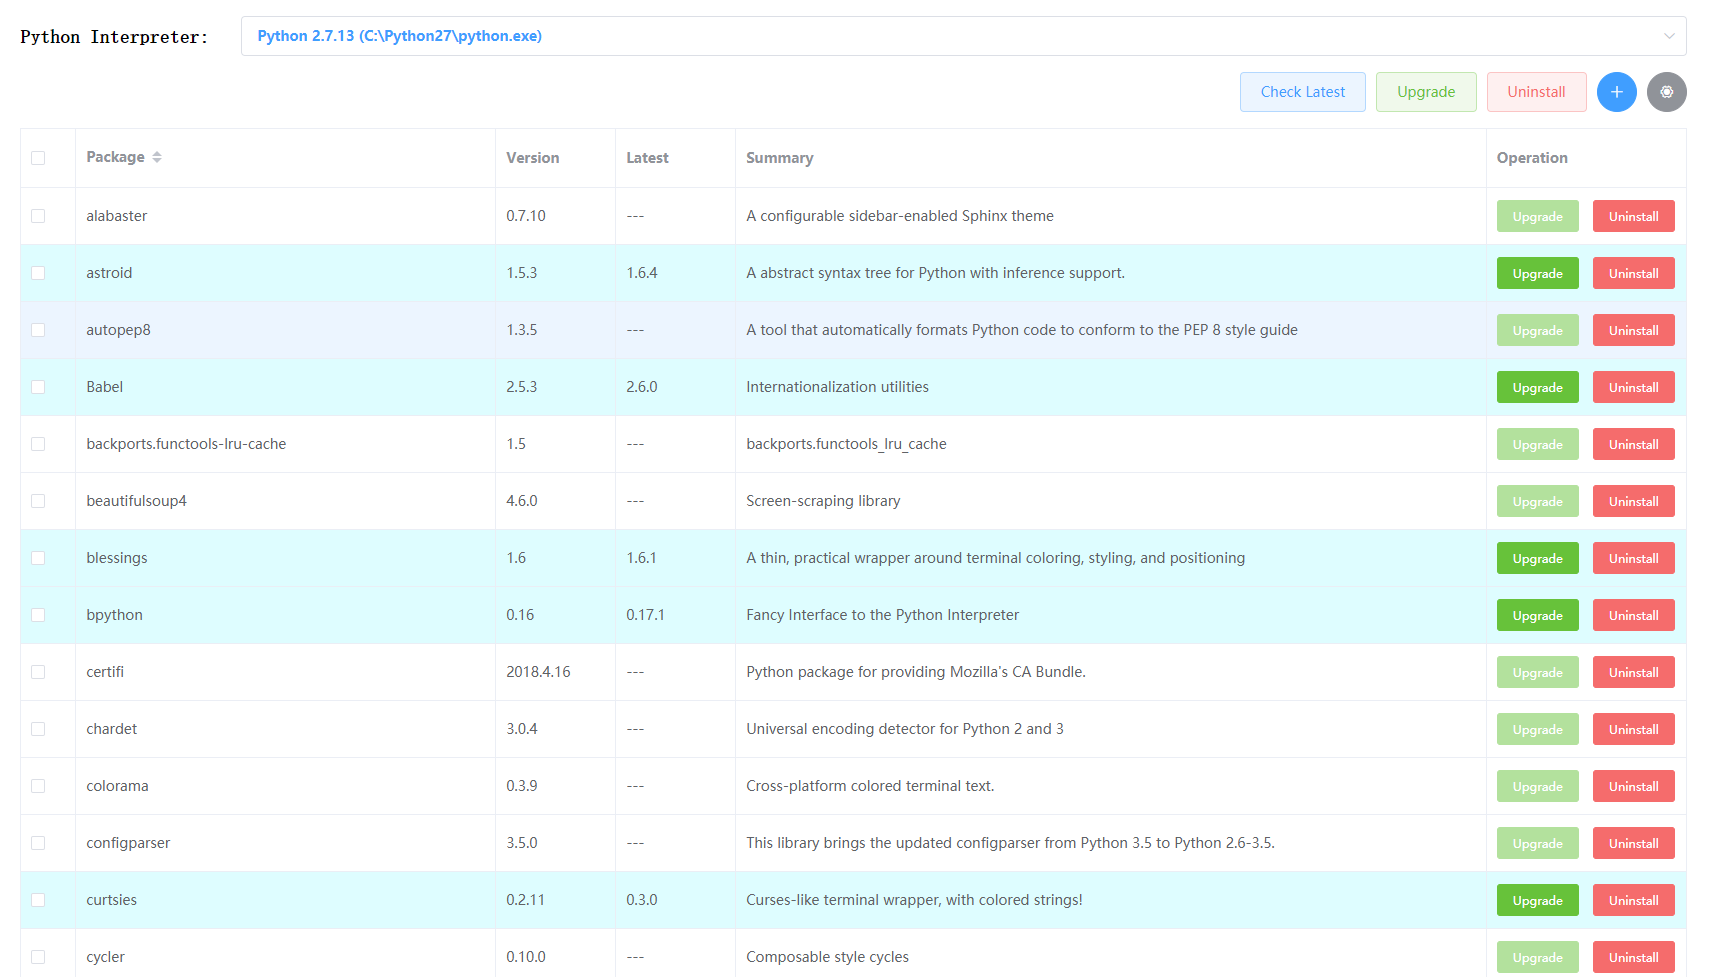 Python Interpreter: Python 2.7.13 (C:\Python27\python.exe)
Check Latest Upgrade Uninstall
Package Version Latest Summary Operation
alabaster 0.7.10 --- A configurable sidebar-enabled Sphinx theme Upgrade Uninstall
astroid 1.5.3 1.6.4 A abstract syntax tree for Python with inference support. Upgrade Uninstall
autopep8 1.3.5 --- A tool that automatically formats Python code to conform to the PEP 8 style guide Upgrade Uninstall
Babel 2.5.3 2.6.0 Internationalization utilities Upgrade Uninstall
backports.functools-lru-cache 1.5 --- backports.functools_lru_cache Upgrade Uninstall
beautifulsoup4 4.6.0 --- Screen-scraping library Upgrade Uninstall
blessings 1.6 1.6.1 A thin, practical wrapper around terminal coloring, styling, and positioning Upgrade Uninstall
bpython 0.16 0.17.1 Fancy Interface to the Python Interpreter Upgrade Uninstall
certifi 2018.4.16 --- Python package for providing Mozilla's CA Bundle. Upgrade Uninstall
chardet 3.0.4 --- Universal encoding detector for Python 2 and 3 Upgrade Uninstall
colorama 0.3.9 --- Cross-platform colored terminal text. Upgrade Uninstall
configparser 3.5.0 --- This library brings the updated configparser from Python 3.5 to Python 2.6-3.5. Upgrade Uninstall
curtsies 0.2.11 0.3.0 Curses-like terminal wrapper, with colored strings! Upgrade Uninstall
cycler 0.10.0 --- Composable style cycles Upgrade Uninstall